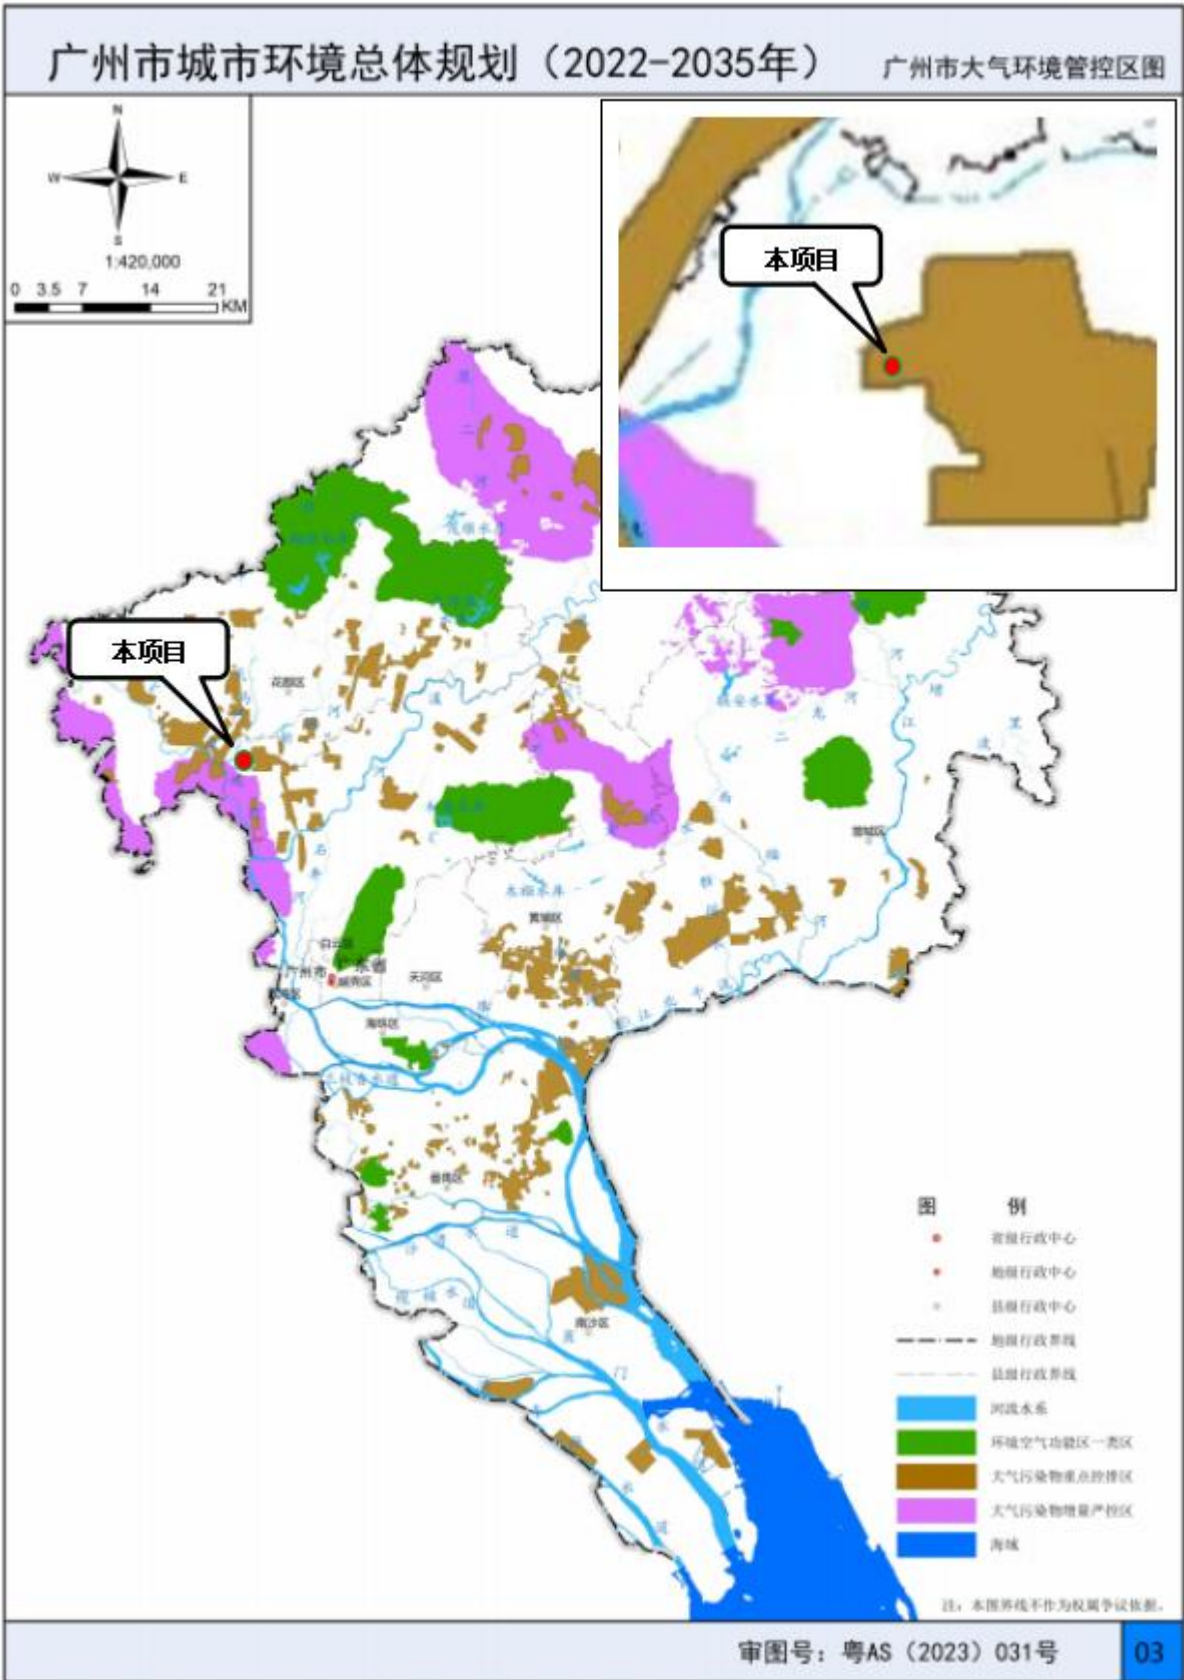 广州市城市环境总体规划（2022-2035年） 广州市大气环境管控区图
N
W E
S
1:420,000
0 3.5 7 14 21 KM
本项目
本项目
花都区
增城区
木强水库
黄埔区
白云区
广州市
越秀区
天河区
海珠区
番禺区
沙湾水道
南沙区
图 例
省级行政中心
地级行政中心
县级行政中心
地级行政界线
县级行政界线
河流水系
环境空气功能区一类区
大气污染物重点控排区
大气污染物增量严控区
海域
注：本图界线不作为权属争议依据。
审图号：粤AS（2023）031号
03